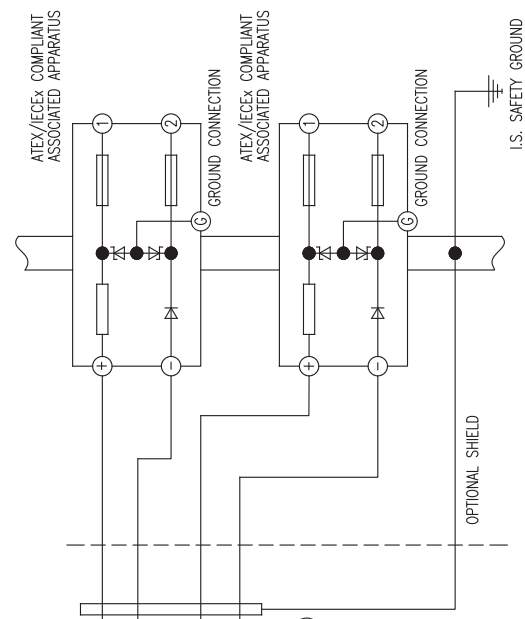 ATEX/IECEx COMPLIANT
ASSOCIATED APPARATUS
1
2
GROUND CONNECTION
G
+
-
ATEX/IECEx COMPLIANT
ASSOCIATED APPARATUS
1
2
GROUND CONNECTION
G
+
-
OPTIONAL SHIELD
I.S. SAFETY GROUND